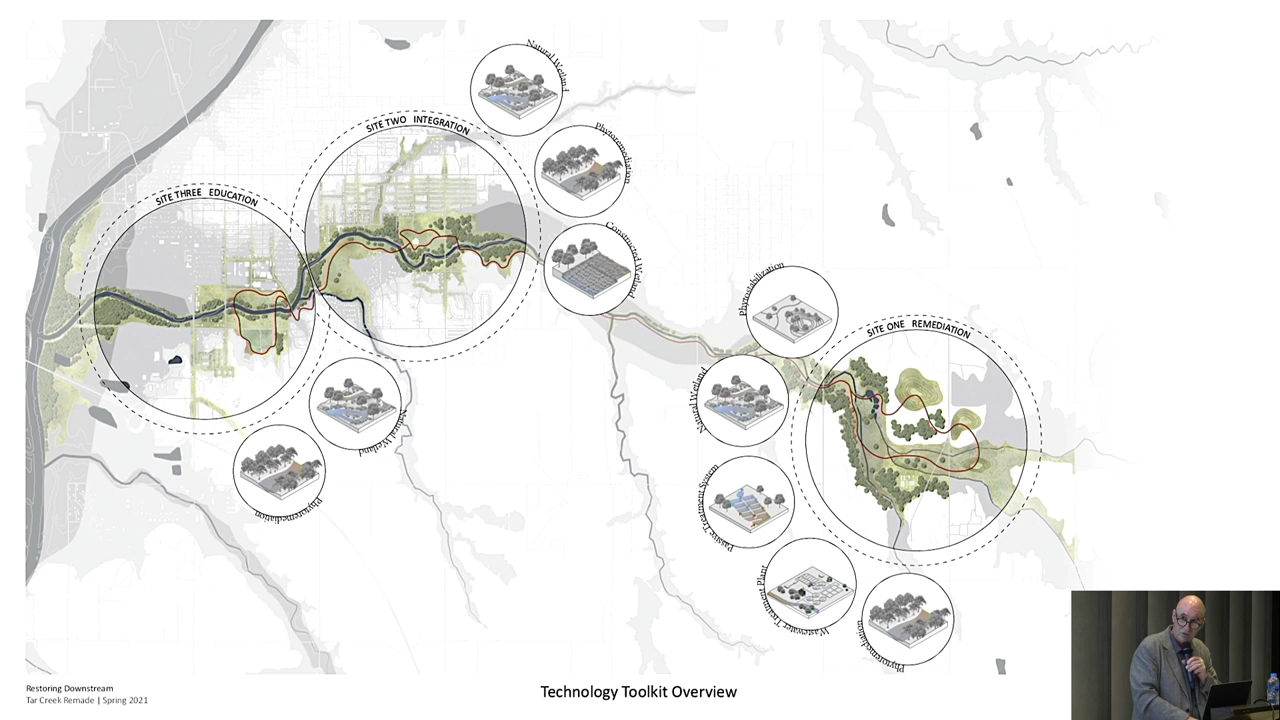 Natural Wetland
SITE TWO   INTEGRATION
Phytoremediation
SITE THREE   EDUCATION
Constructed Wetland
Phytostabilization
SITE ONE   REMEDIATION
Natural Wetland
Natural Wetland
Passive Treatment System
Phytoremediation
Wastewater Treatment Plant
Phytoremediation
Restoring Downstream
Tar Creek Remade | Spring 2021
Technology Toolkit Overview